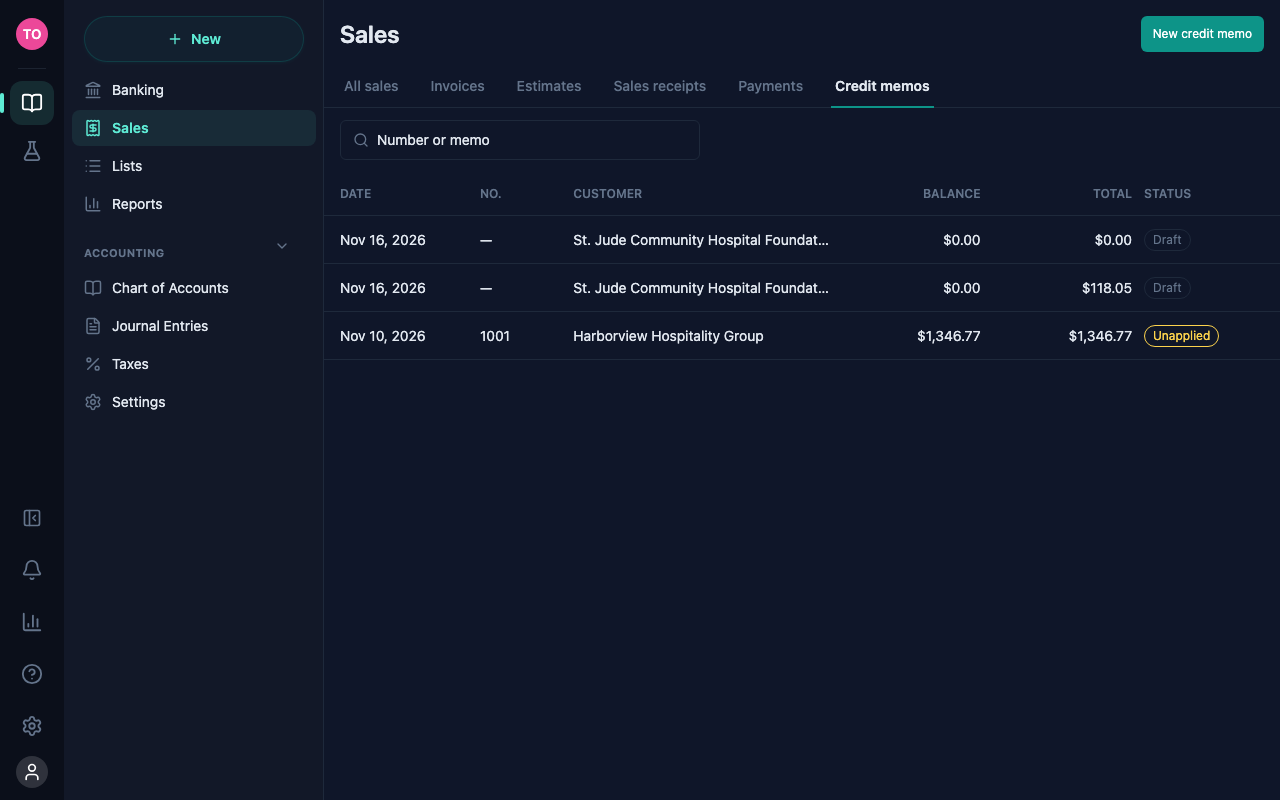 TO
New
Banking
Sales
Lists
Reports
ACCOUNTING
Chart of Accounts
Journal Entries
Taxes
Settings
Sales
New credit memo
All sales Invoices Estimates Sales receipts Payments Credit memos
Number or memo
DATE NO. CUSTOMER BALANCE TOTAL STATUS
Nov 16, 2026 — St. Jude Community Hospital Foundat... $0.00 $0.00 Draft
Nov 16, 2026 — St. Jude Community Hospital Foundat... $0.00 $118.05 Draft
Nov 10, 2026 1001 Harborview Hospitality Group $1,346.77 $1,346.77 Unapplied